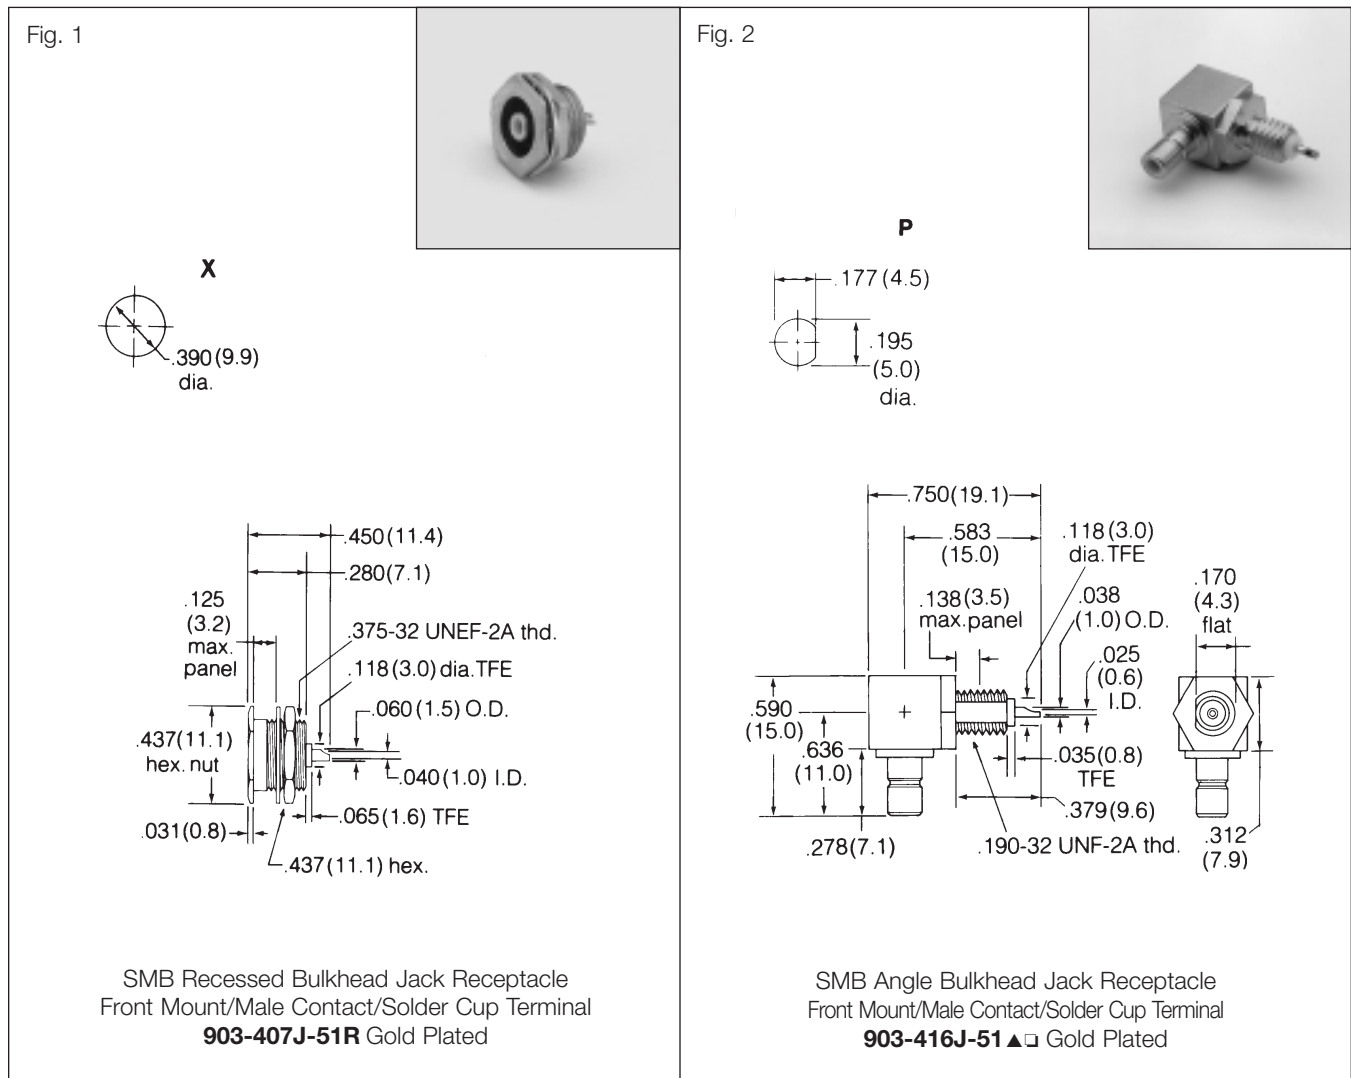 Fig. 1
X
.390 (9.9)
dia.
.450 (11.4)
.280 (7.1)
.125
(3.2)
max.
panel
.375-32 UNEF-2A thd.
.118 (3.0) dia. TFE
.060 (1.5) O.D.
.437 (11.1)
hex. nut
.040 (1.0) I.D.
.065 (1.6) TFE
.031 (0.8)
.437 (11.1) hex.
SMB Recessed Bulkhead Jack Receptacle
Front Mount/Male Contact/Solder Cup Terminal
903-407J-51R Gold Plated
Fig. 2
P
.177 (4.5)
.195
(5.0)
dia.
.750 (19.1)
.583
(15.0)
.118 (3.0)
dia. TFE
.138 (3.5)
max. panel
.038
(1.0) O.D.
.170
(4.3)
flat
.025
(0.6)
I.D.
.590
(15.0)
.636
(11.0)
.035 (0.8)
TFE
.379 (9.6)
.278 (7.1)
.190-32 UNF-2A thd.
.312
(7.9)
SMB Angle Bulkhead Jack Receptacle
Front Mount/Male Contact/Solder Cup Terminal
903-416J-51▲□ Gold Plated